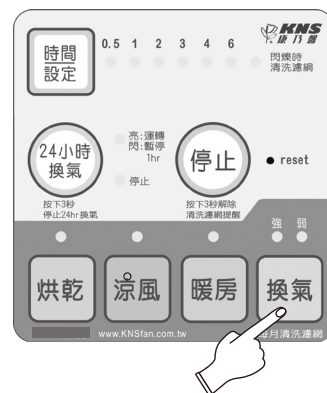 KNS
康乃馨
時間
設定
0.5 1 2 3 4 6
閃爍時
清洗濾網
24小時
換氣
亮:運轉
閃:暫停
1hr
停止
停止
reset
按下3秒
停止24hr換氣
按下3秒解除
清洗濾網提醒
強 弱
烘乾
涼風
暖房
換氣
www.KNSfan.com.tw
每月清洗濾網